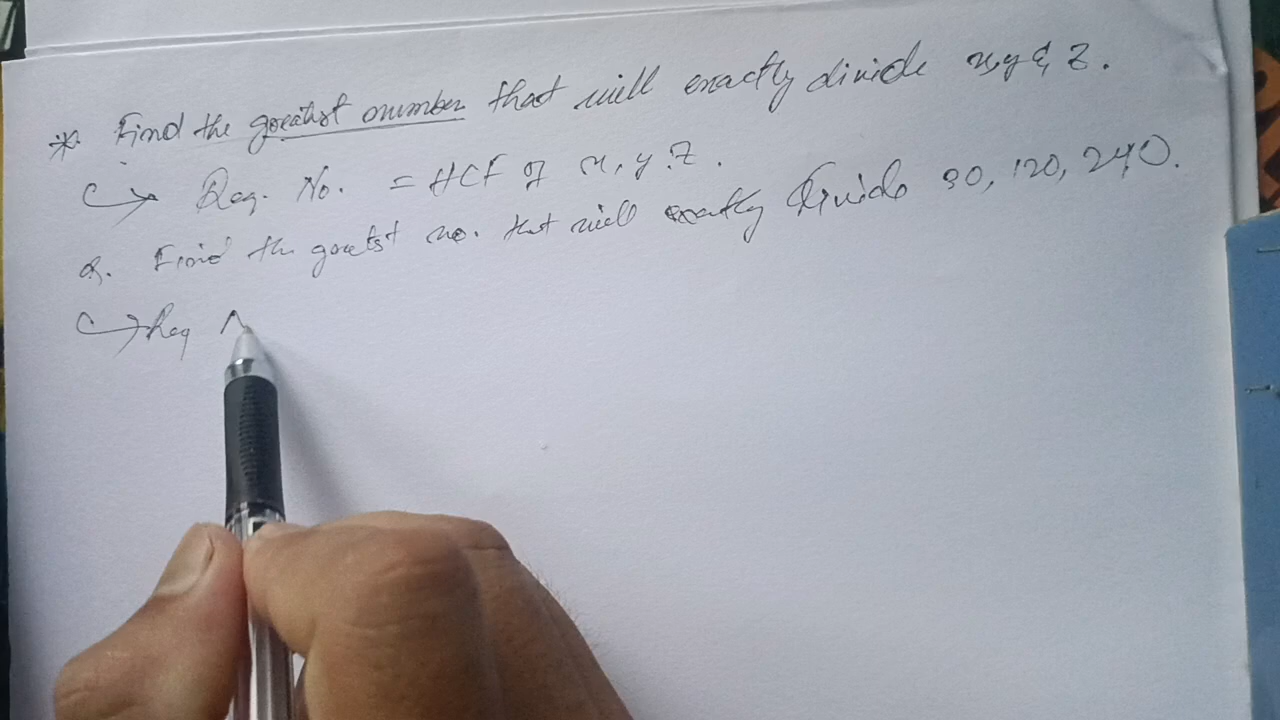 * Find the greatest number that will exactly divide x, y & z.
↪ Req. No. = HCF of x, y. z.
Q. Find the greatst no. that will exactly divide 90, 120, 240.
↪ Req N